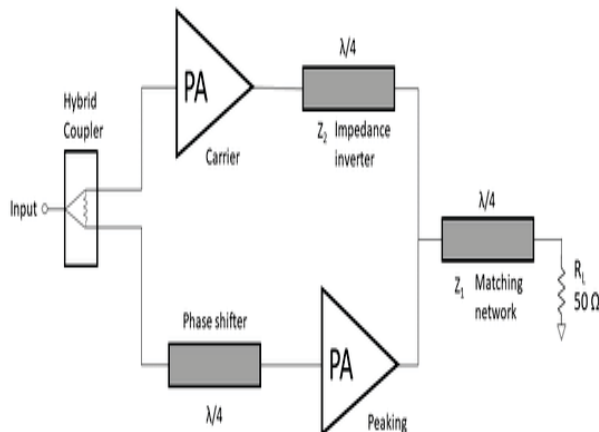 Hybrid
Coupler
Input
PA
Carrier
λ/4
Z2 Impedance
inverter
Phase shifter
λ/4
PA
Peaking
λ/4
Z1 Matching
network
RL
50 Ω